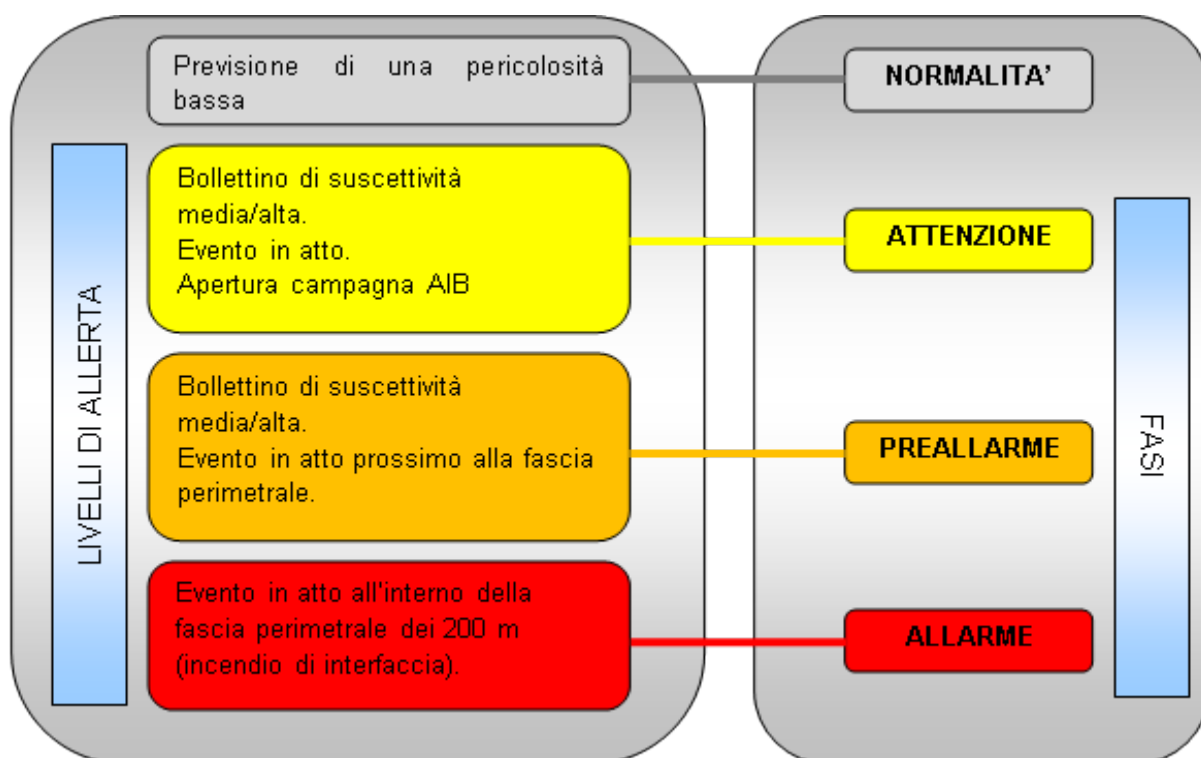 Previsione di una pericolosità
bassa
NORMALITA’
LIVELLI DI ALLERTA
Bollettino di suscettività
media/alta.
Evento in atto.
Apertura campagna AIB
ATTENZIONE
Bollettino di suscettività
media/alta.
Evento in atto prossimo alla fascia
perimetrale.
PREALLARME
Evento in atto all'interno della
fascia perimetrale dei 200 m
(incendio di interfaccia).
ALLARME
FASI